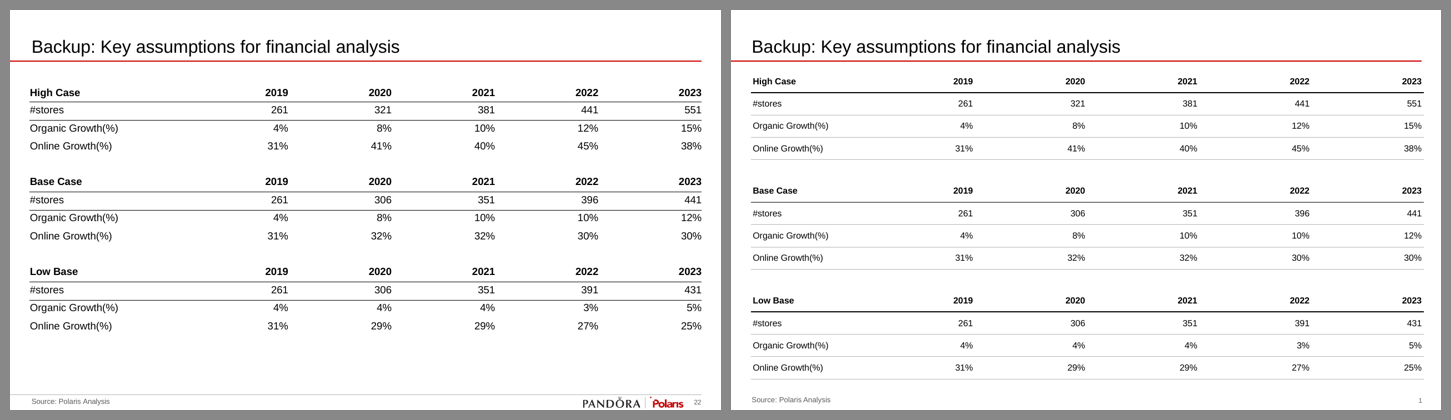 Backup: Key assumptions for financial analysis
High Case 2019 2020 2021 2022 2023
#stores 261 321 381 441 551
Organic Growth(%) 4% 8% 10% 12% 15%
Online Growth(%) 31% 41% 40% 45% 38%
Base Case 2019 2020 2021 2022 2023
#stores 261 306 351 396 441
Organic Growth(%) 4% 8% 10% 10% 12%
Online Growth(%) 31% 32% 32% 30% 30%
Low Base 2019 2020 2021 2022 2023
#stores 261 306 351 391 431
Organic Growth(%) 4% 4% 4% 3% 5%
Online Growth(%) 31% 29% 29% 27% 25%
Source: Polaris Analysis PANDÖRA Polaris 22
Backup: Key assumptions for financial analysis
High Case 2019 2020 2021 2022 2023
#stores 261 321 381 441 551
Organic Growth(%) 4% 8% 10% 12% 15%
Online Growth(%) 31% 41% 40% 45% 38%
Base Case 2019 2020 2021 2022 2023
#stores 261 306 351 396 441
Organic Growth(%) 4% 8% 10% 10% 12%
Online Growth(%) 31% 32% 32% 30% 30%
Low Base 2019 2020 2021 2022 2023
#stores 261 306 351 391 431
Organic Growth(%) 4% 4% 4% 3% 5%
Online Growth(%) 31% 29% 29% 27% 25%
Source: Polaris Analysis 1